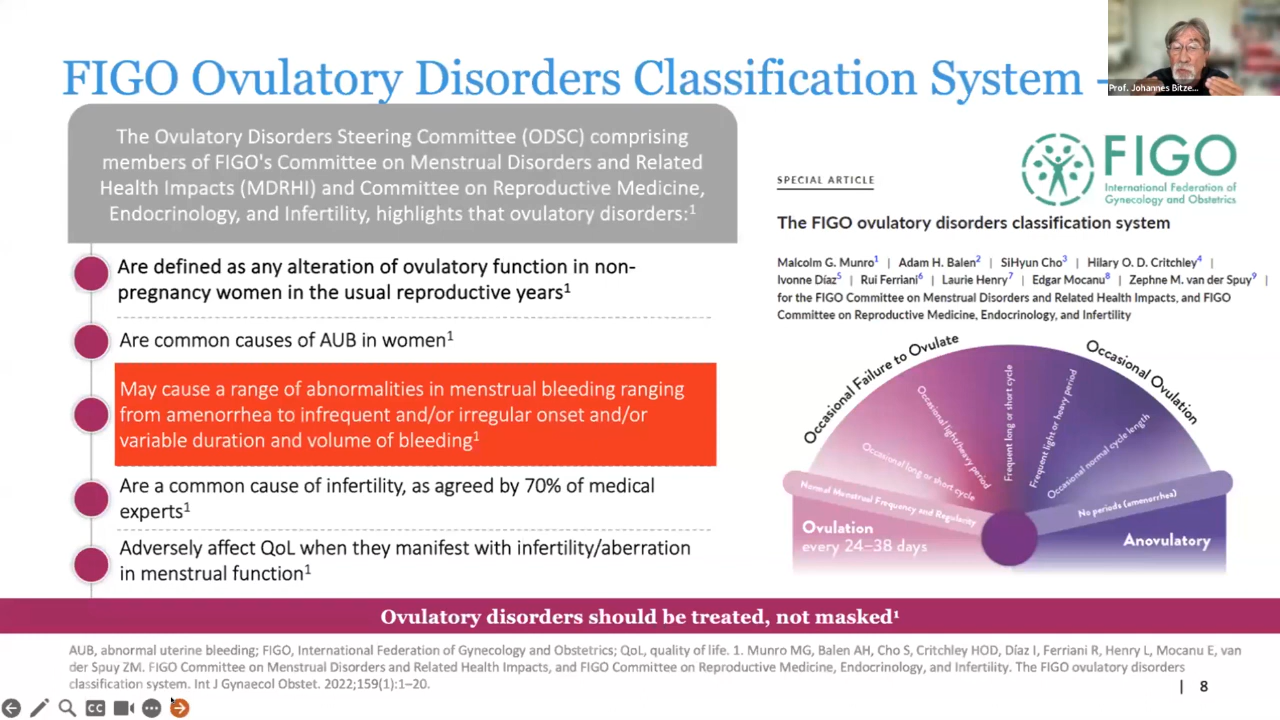 FIGO Ovulatory Disorders Classification System -
Prof. Johannes Bitze...
The Ovulatory Disorders Steering Committee (ODSC) comprising
members of FIGO's Committee on Menstrual Disorders and Related
Health Impacts (MDRHI) and Committee on Reproductive Medicine,
Endocrinology, and Infertility, highlights that ovulatory disorders:¹
Are defined as any alteration of ovulatory function in non-
pregnancy women in the usual reproductive years¹
Are common causes of AUB in women¹
May cause a range of abnormalities in menstrual bleeding ranging
from amenorrhea to infrequent and/or irregular onset and/or
variable duration and volume of bleeding¹
Are a common cause of infertility, as agreed by 70% of medical
experts¹
Adversely affect QoL when they manifest with infertility/aberration
in menstrual function¹
FIGO
International Federation of
Gynecology and Obstetrics
SPECIAL ARTICLE
The FIGO ovulatory disorders classification system
Malcolm G. Munro¹ | Adam H. Balen² | SiHyun Cho³ | Hilary O. D. Critchley⁴ |
Ivonne Díaz⁵ | Rui Ferriani⁶ | Laurie Henry⁷ | Edgar Mocanu⁸ | Zephne M. van der Spuy⁹ |
for the FIGO Committee on Menstrual Disorders and Related Health Impacts, and FIGO
Committee on Reproductive Medicine, Endocrinology, and Infertility
Occasional Failure to Ovulate
Occasional Ovulation
Occasional long or short cycle
Occasional light/heavy period
Frequent long or short cycle
Frequent light or heavy period
Occasional normal cycle length
Normal Menstrual Frequency and Regularity
No periods (amenorrhea)
Ovulation
every 24–38 days
Anovulatory
Ovulatory disorders should be treated, not masked¹
AUB, abnormal uterine bleeding; FIGO, International Federation of Gynecology and Obstetrics; QoL, quality of life. 1. Munro MG, Balen AH, Cho S, Critchley HOD, Díaz I, Ferriani R, Henry L, Mocanu E, van
der Spuy ZM. FIGO Committee on Menstrual Disorders and Related Health Impacts, and FIGO Committee on Reproductive Medicine, Endocrinology, and Infertility. The FIGO ovulatory disorders
classification system. Int J Gynaecol Obstet. 2022;159(1):1–20.
| 8
CC